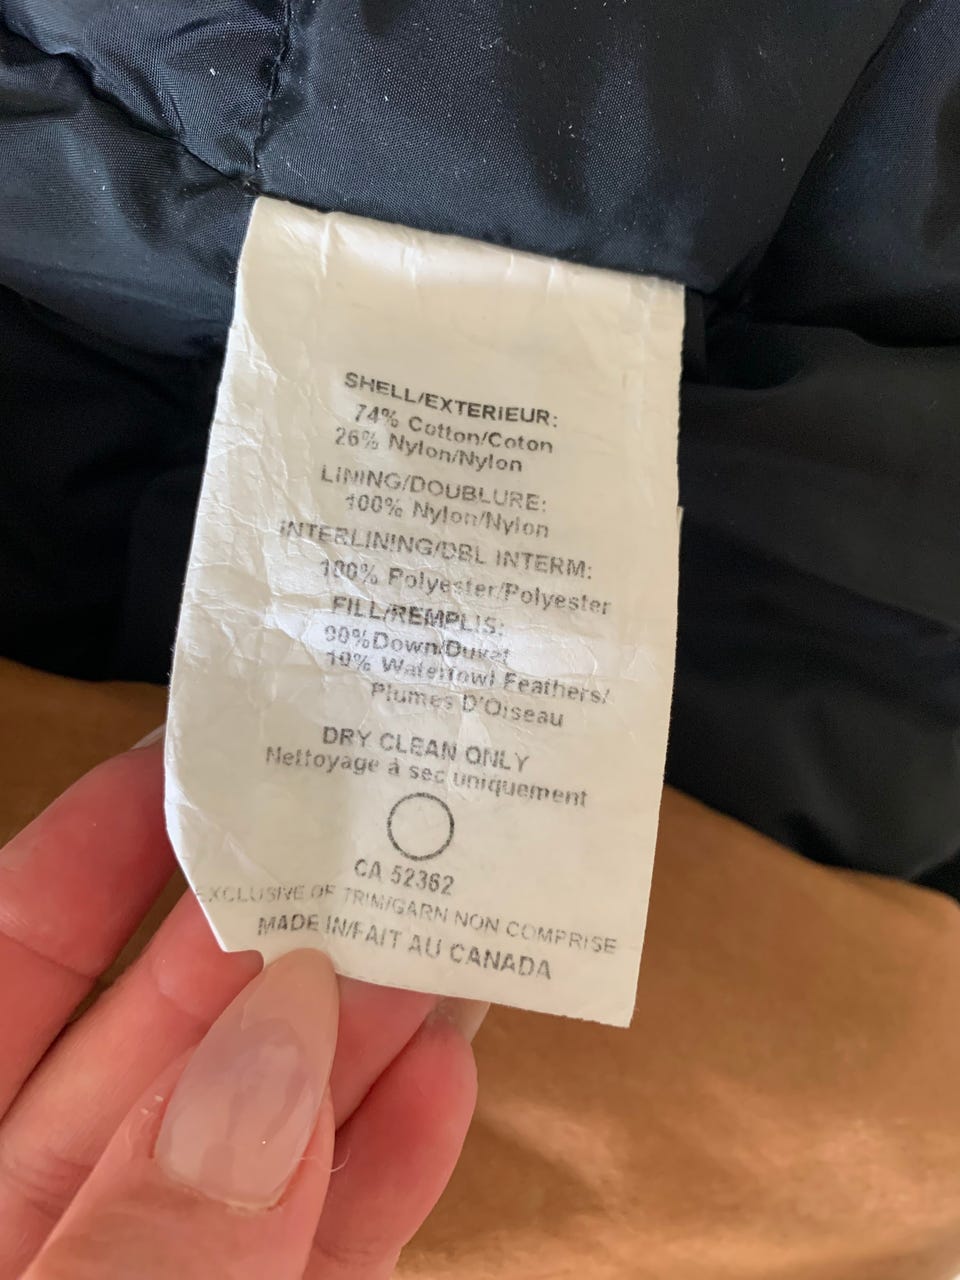 SHELL/EXTERIEUR:
74% Cotton/Coton
26% Nylon/Nylon
LINING/DOUBLURE:
100% Nylon/Nylon
INTERLINING/DBL INTERM:
100% Polyester/Polyester
FILL/REMPLIS:
90%Down/Duvet
10% Waterfowl Feathers/
Plumes D'Oiseau
DRY CLEAN ONLY
Nettoyage à sec uniquement
CA 52362
EXCLUSIVE OF TRIM/GARN NON COMPRISE
MADE IN/FAIT AU CANADA